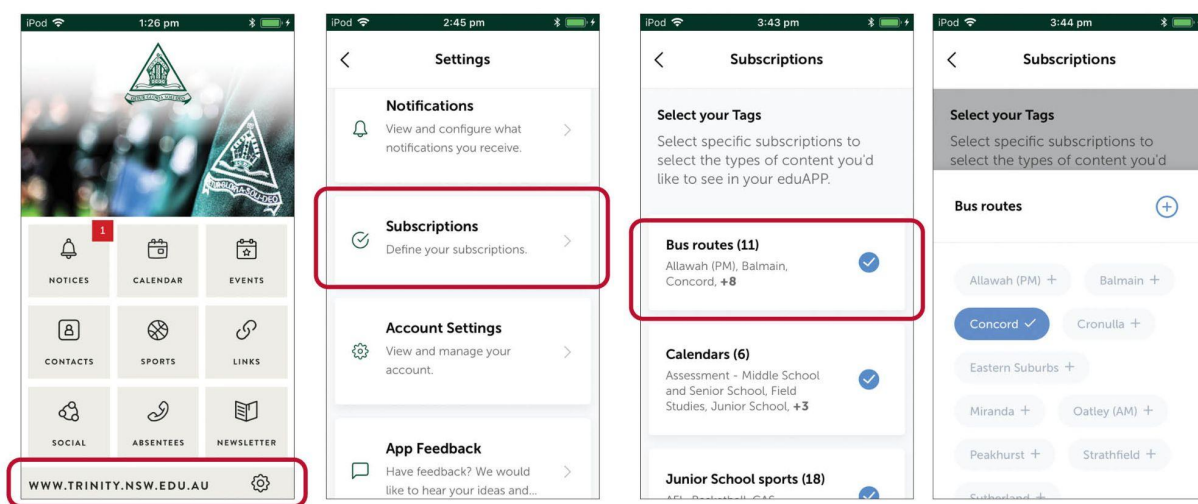 iPod
1:26 pm
1
NOTICES
CALENDAR
EVENTS
CONTACTS
SPORTS
LINKS
SOCIAL
ABSENTEES
NEWSLETTER
WWW.TRINITY.NSW.EDU.AU
iPod
2:45 pm
Settings
Notifications
View and configure what
notifications you receive.
Subscriptions
Define your subscriptions.
Account Settings
View and manage your
account.
App Feedback
Have feedback? We would
like to hear your ideas and...
iPod
3:43 pm
Subscriptions
Select your Tags
Select specific subscriptions to
select the types of content you'd
like to see in your eduAPP.
Bus routes (11)
Allawah (PM), Balmain,
Concord, +8
Calendars (6)
Assessment - Middle School
and Senior School, Field
Studies, Junior School, +3
Junior School sports (18)
iPod
3:44 pm
Subscriptions
Select your Tags
Select specific subscriptions to
select the types of content you'd
Bus routes
Allawah (PM) +
Balmain +
Concord
Cronulla +
Eastern Suburbs +
Miranda +
Oatley (AM) +
Peakhurst +
Strathfield +
Sutherland +